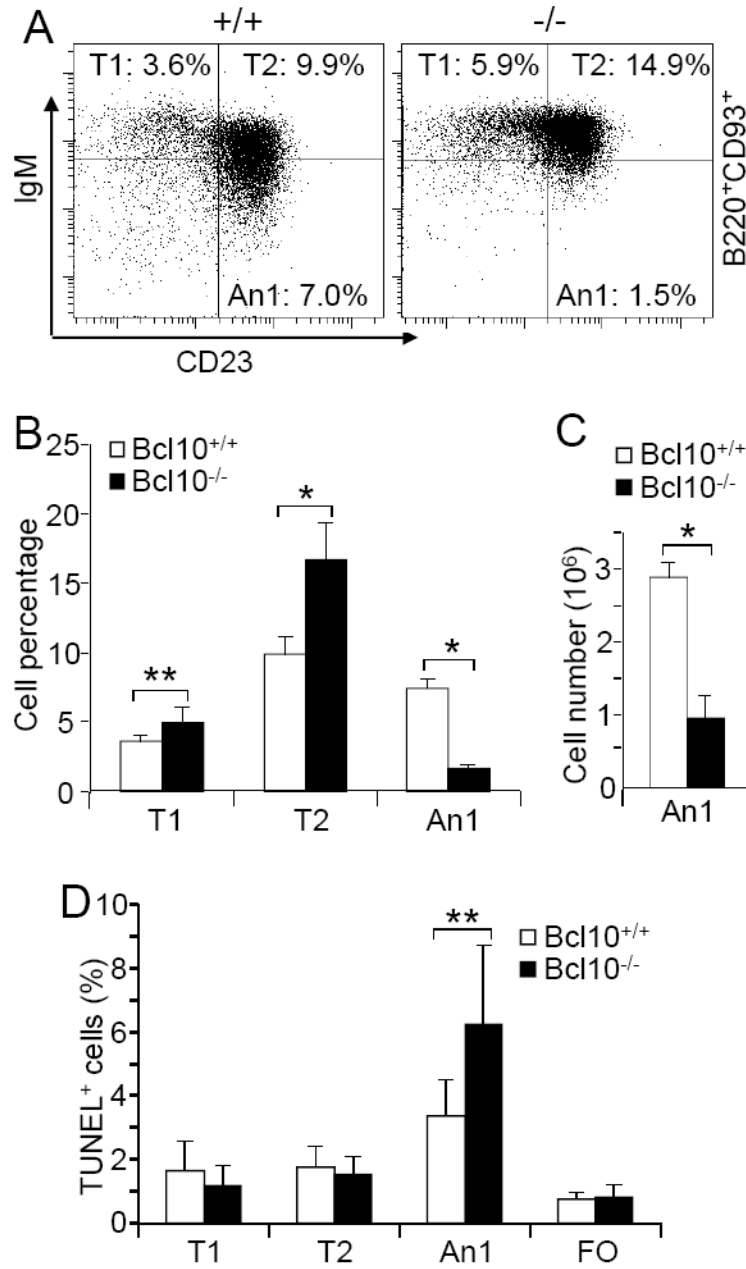 A
+/+
-/-
T1: 3.6%
T2: 9.9%
T1: 5.9%
T2: 14.9%
IgM
B220⁺CD93⁺
An1: 7.0%
An1: 1.5%
CD23
B
Bcl10⁺/⁺
Bcl10⁻/⁻
Cell percentage
25
20
15
10
5
0
**
*
*
T1
T2
An1
C
Bcl10⁺/⁺
Bcl10⁻/⁻
Cell number (10⁶)
3
2
1
0
*
An1
D
TUNEL⁺ cells (%)
10
8
6
4
2
0
**
Bcl10⁺/⁺
Bcl10⁻/⁻
T1
T2
An1
FO